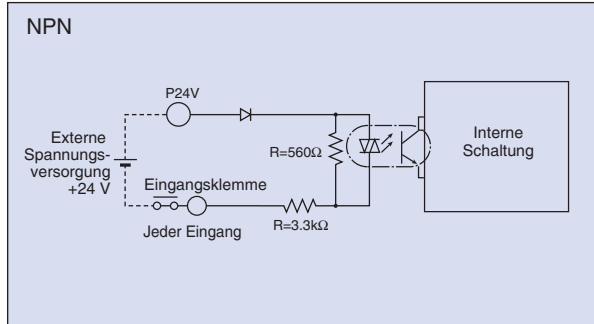 NPN
P24V
Externe
Spannungs-
versorgung
+24 V
R=560Ω
Interne
Schaltung
Eingangsklemme
Jeder Eingang
R=3.3kΩ